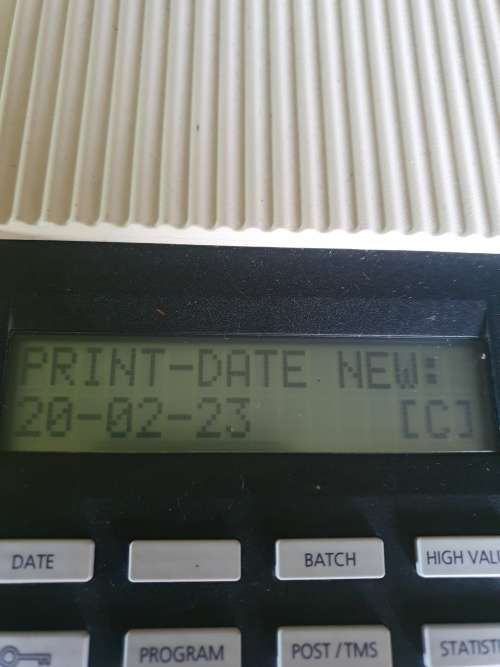 PRINT-DATE NEW:
20-02-23 [C]
DATE
BATCH
HIGH VALU
PROGRAM
POST/TMS
STATISTI